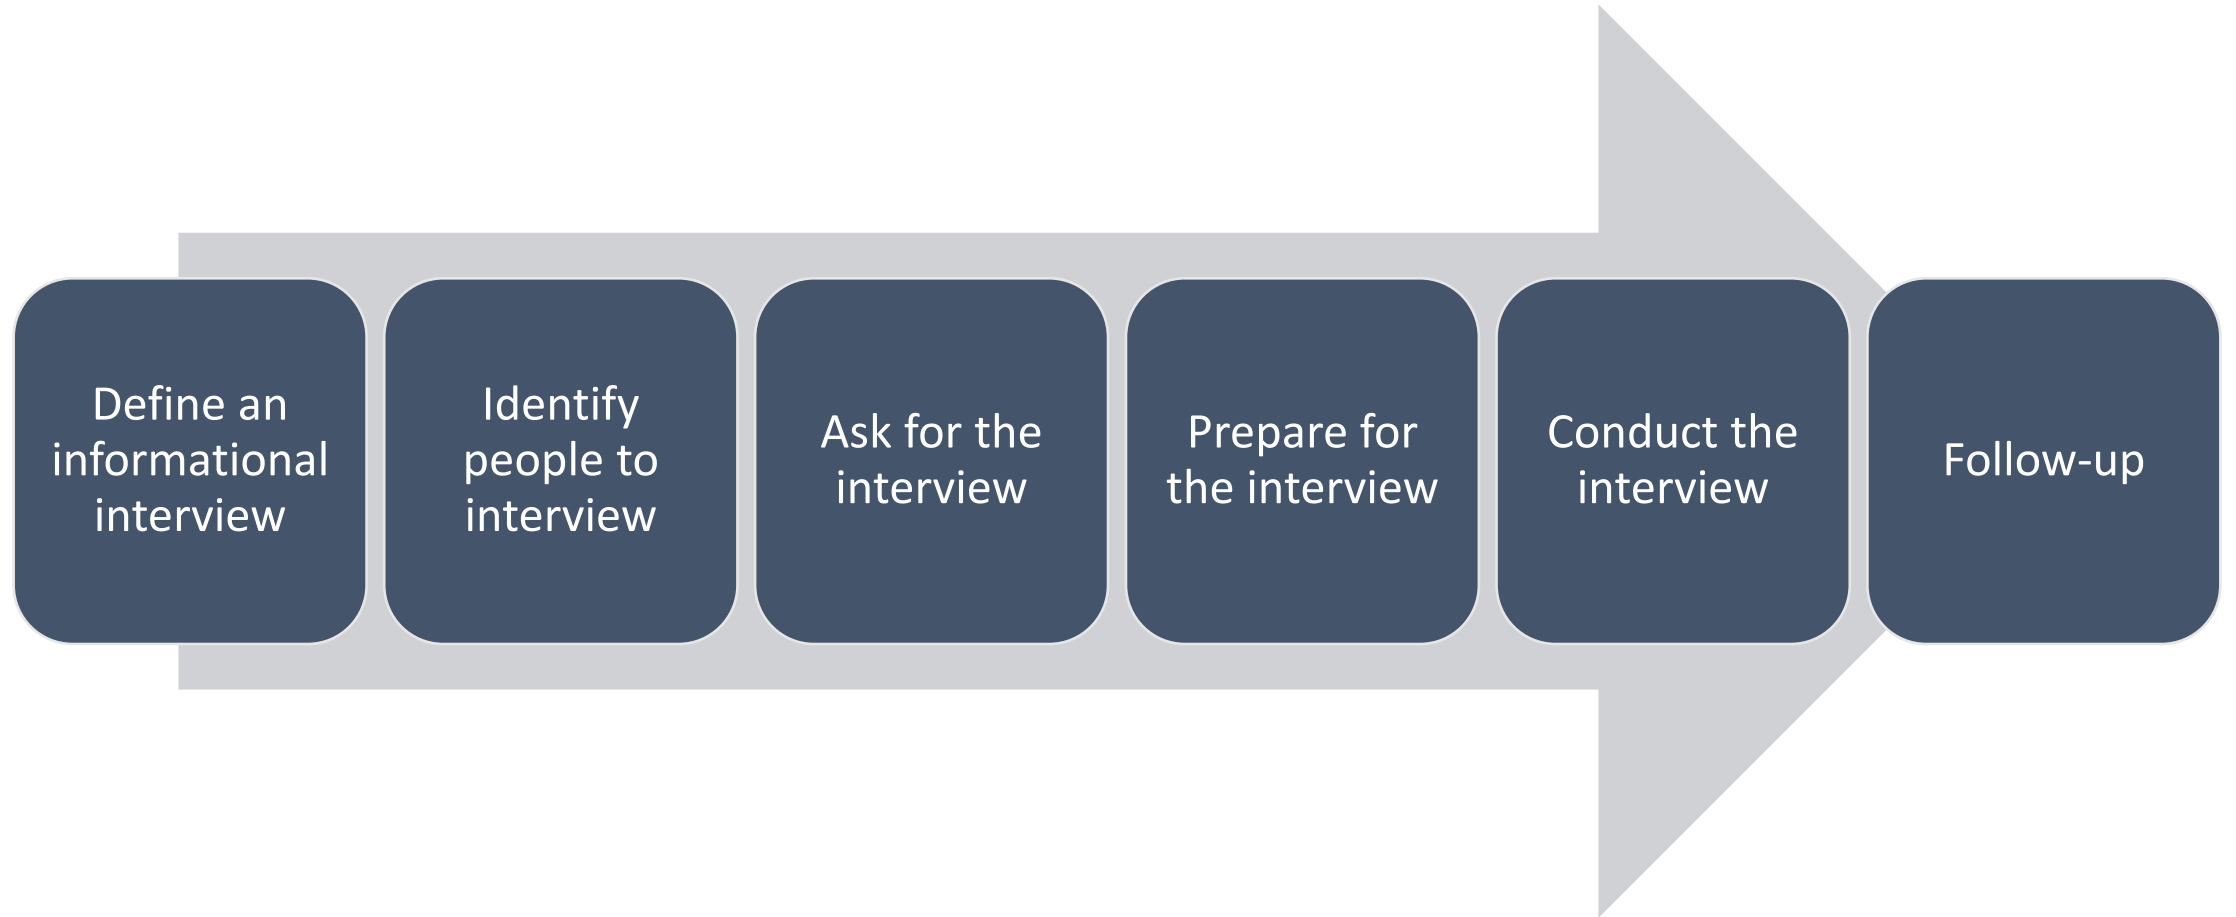 Define an
informational
interview
Identify
people to
interview
Ask for the
interview
Prepare for
the interview
Conduct the
interview
Follow-up